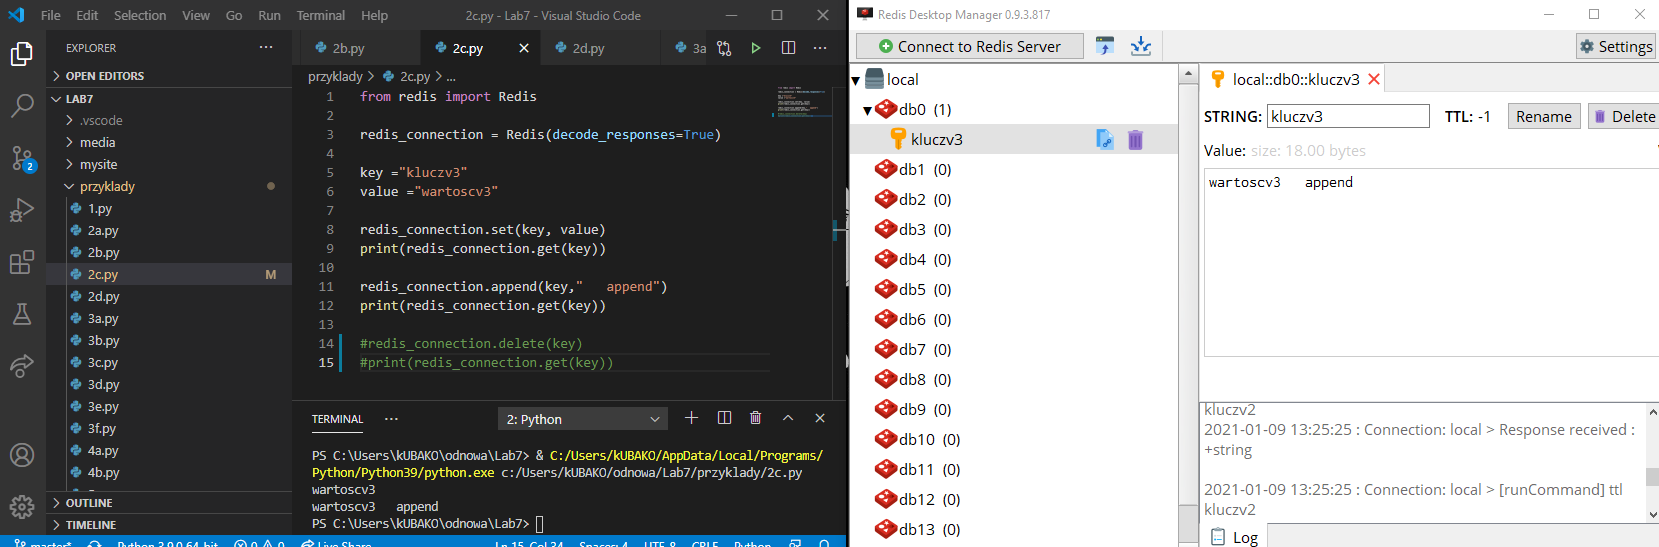 File Edit Selection View Go Run Terminal Help 2c.py - Lab7 - Visual Studio Code
EXPLORER
OPEN EDITORS
LAB7
.vscode
media
mysite
przyklady
1.py
2a.py
2b.py
2c.py M
2d.py
3a.py
3b.py
3c.py
3d.py
3e.py
3f.py
4a.py
4b.py
OUTLINE
TIMELINE
2
2b.py 2c.py 2d.py 3a
przyklady > 2c.py > ...
1 from redis import Redis
2
3 redis_connection = Redis(decode_responses=True)
4
5 key ="kluczv3"
6 value ="wartoscv3"
7
8 redis_connection.set(key, value)
9 print(redis_connection.get(key))
10
11 redis_connection.append(key,"   append")
12 print(redis_connection.get(key))
13
14 #redis_connection.delete(key)
15 #print(redis_connection.get(key))
TERMINAL ... 2: Python
PS C:\Users\kUBAKO\odnowa\Lab7> & C:/Users/kUBAKO/AppData/Local/Programs/
Python/Python39/python.exe c:/Users/kUBAKO/odnowa/Lab7/przyklady/2c.py
wartoscv3
wartoscv3   append
PS C:\Users\kUBAKO\odnowa\Lab7>
master* Python 3.9.0 64-bit 0 0 Live Share Ln 15, Col 34 Spaces: 4 UTF-8 CRLF Python
Redis Desktop Manager 0.9.3.817
Connect to Redis Server Settings
local
db0 (1)
kluczv3
db1 (0)
db2 (0)
db3 (0)
db4 (0)
db5 (0)
db6 (0)
db7 (0)
db8 (0)
db9 (0)
db10 (0)
db11 (0)
db12 (0)
db13 (0)
local::db0::kluczv3
STRING: kluczv3 TTL: -1 Rename Delete
Value: size: 18.00 bytes
wartoscv3   append
kluczv2
2021-01-09 13:25:25 : Connection: local > Response received :
+string
2021-01-09 13:25:25 : Connection: local > [runCommand] ttl
kluczv2
Log